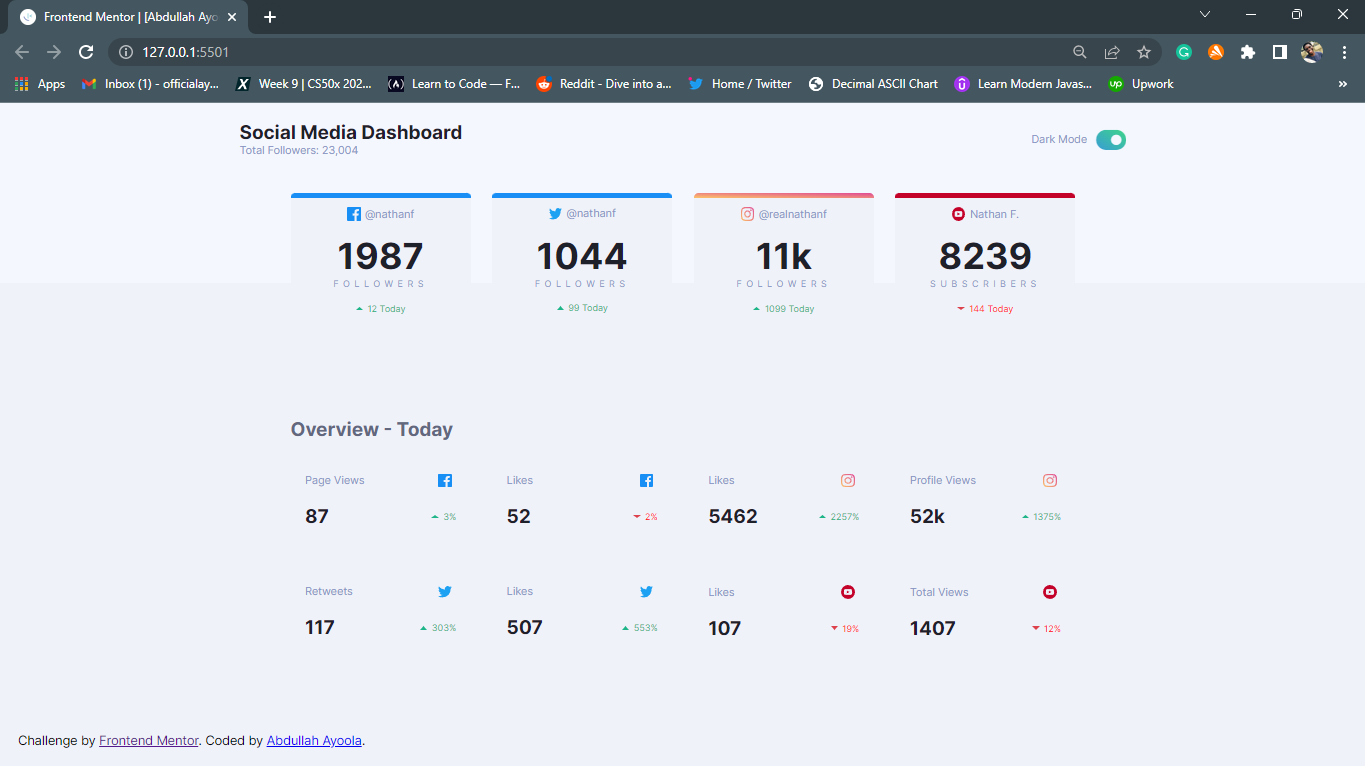 Frontend Mentor | [Abdullah Ayo
127.0.0.1:5501
Apps
Inbox (1) - officialay...
Week 9 | CS50x 202...
Learn to Code — F...
Reddit - Dive into a...
Home / Twitter
Decimal ASCII Chart
Learn Modern Javas...
Upwork
Social Media Dashboard
Total Followers: 23,004
Dark Mode
@nathanf
1987
FOLLOWERS
12 Today
@nathanf
1044
FOLLOWERS
99 Today
@realnathanf
11k
FOLLOWERS
1099 Today
Nathan F.
8239
SUBSCRIBERS
144 Today
Overview - Today
Page Views
87
3%
Likes
52
2%
Likes
5462
2257%
Profile Views
52k
1375%
Retweets
117
303%
Likes
507
553%
Likes
107
19%
Total Views
1407
12%
Challenge by Frontend Mentor. Coded by Abdullah Ayoola.